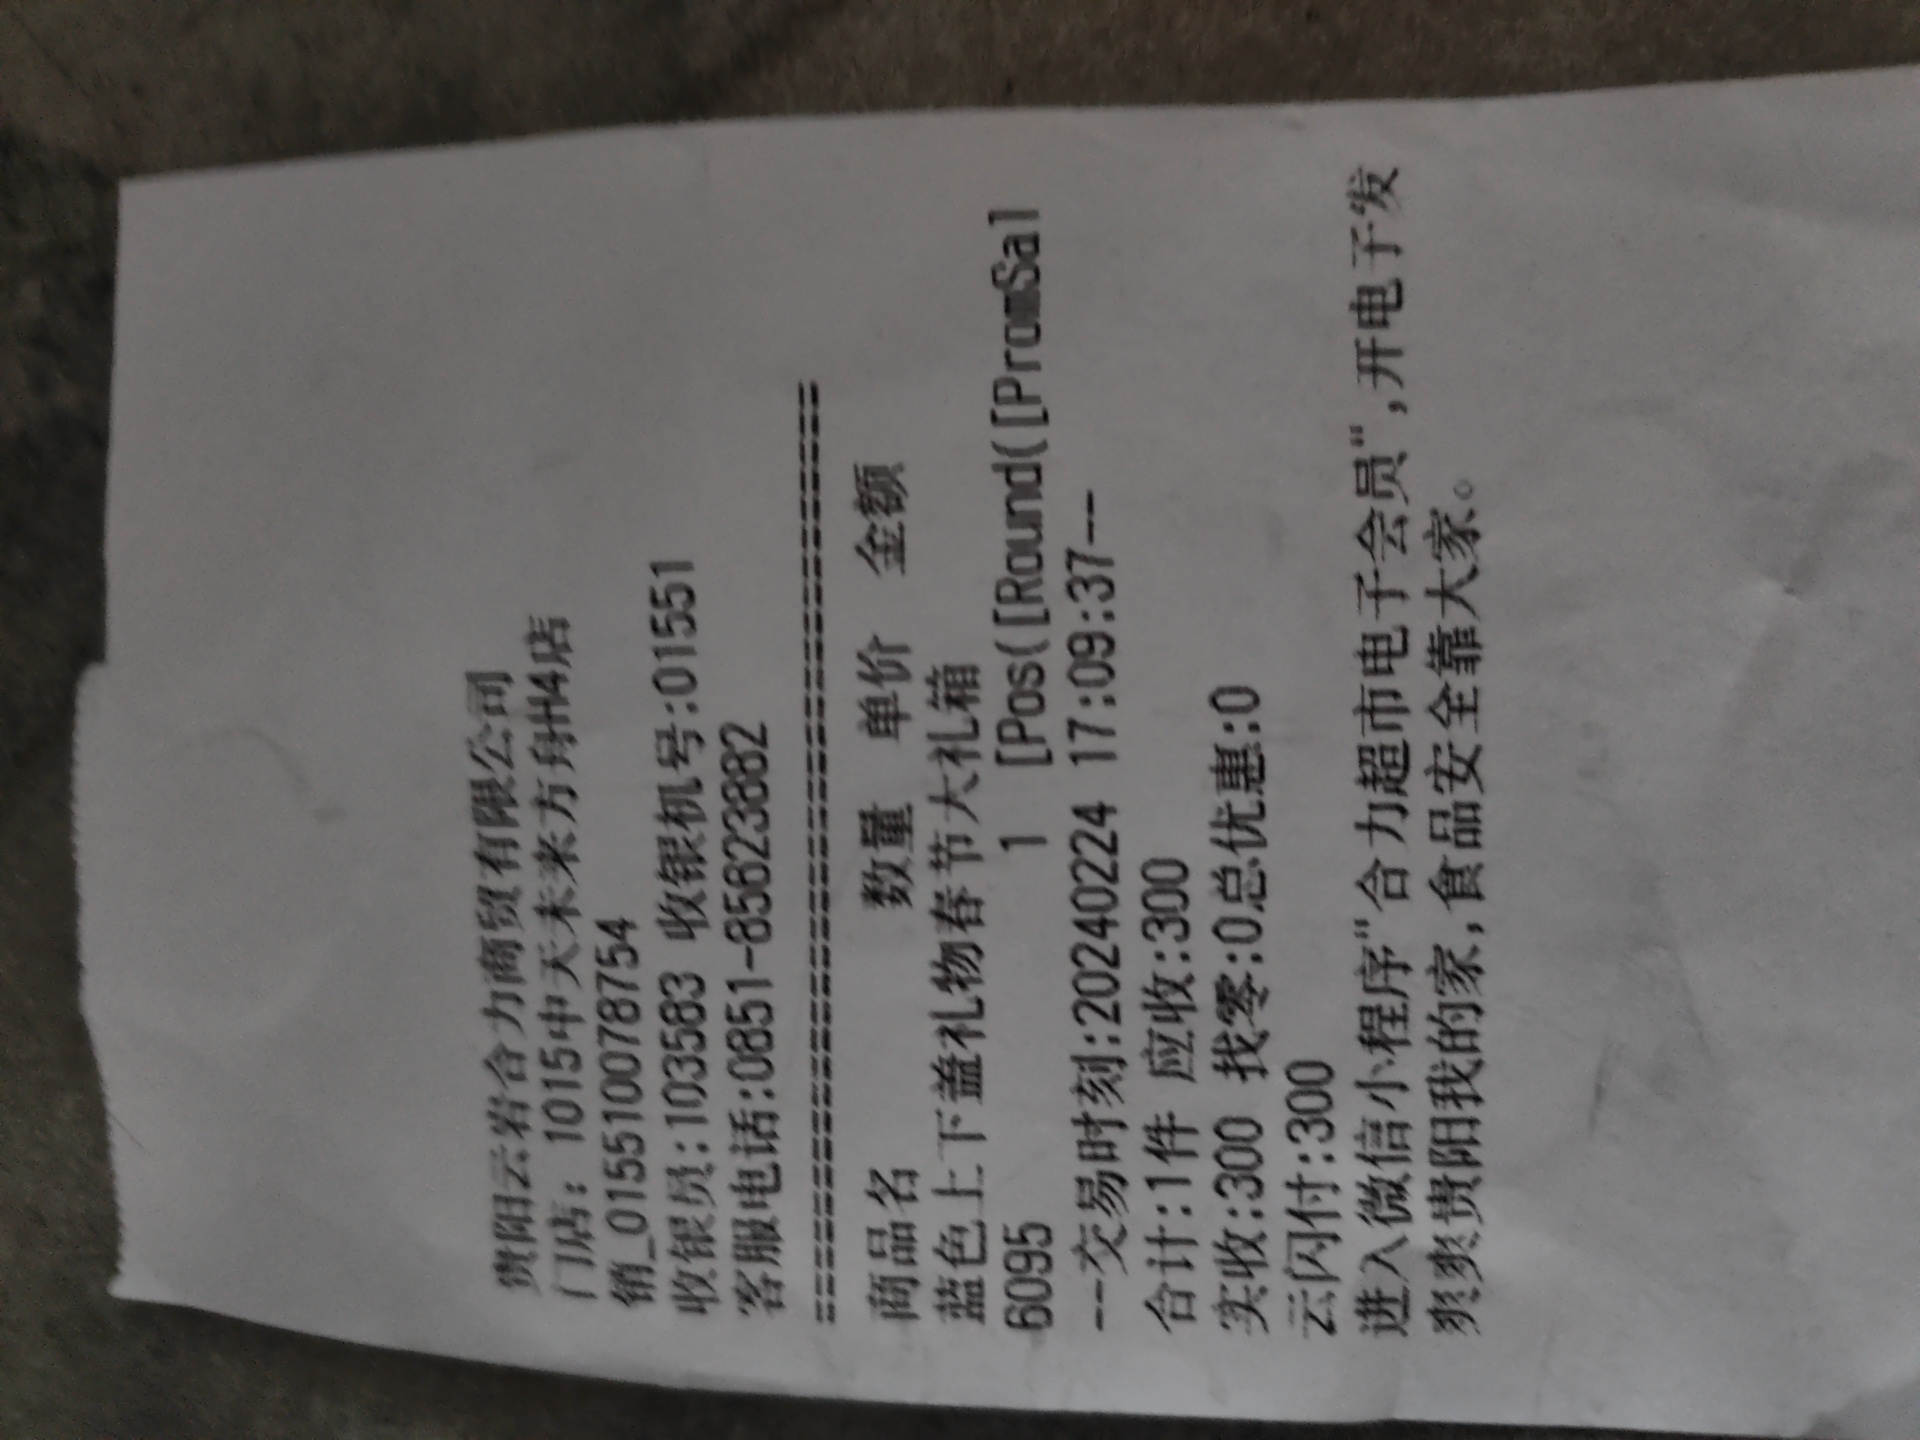 贵阳云岩合力商贸有限公司
门店：1015中天未来方舟H4店
销_0155100787 54
收银员:103583 收银机号:01551
客服电话:0851-85623882
========================================
商品名 数量 单价 金额
蓝色上下盖礼物春节大礼箱
6095 1 [Pos([Round([PromSal
--交易时刻:20240224 17:09:37--
合计:1件 应收:300
实收:300 找零:0总优惠:0
云闪付:300
进入微信小程序"合力超市电子会员",开电子发
爽爽贵阳我的家,食品安全靠大家。